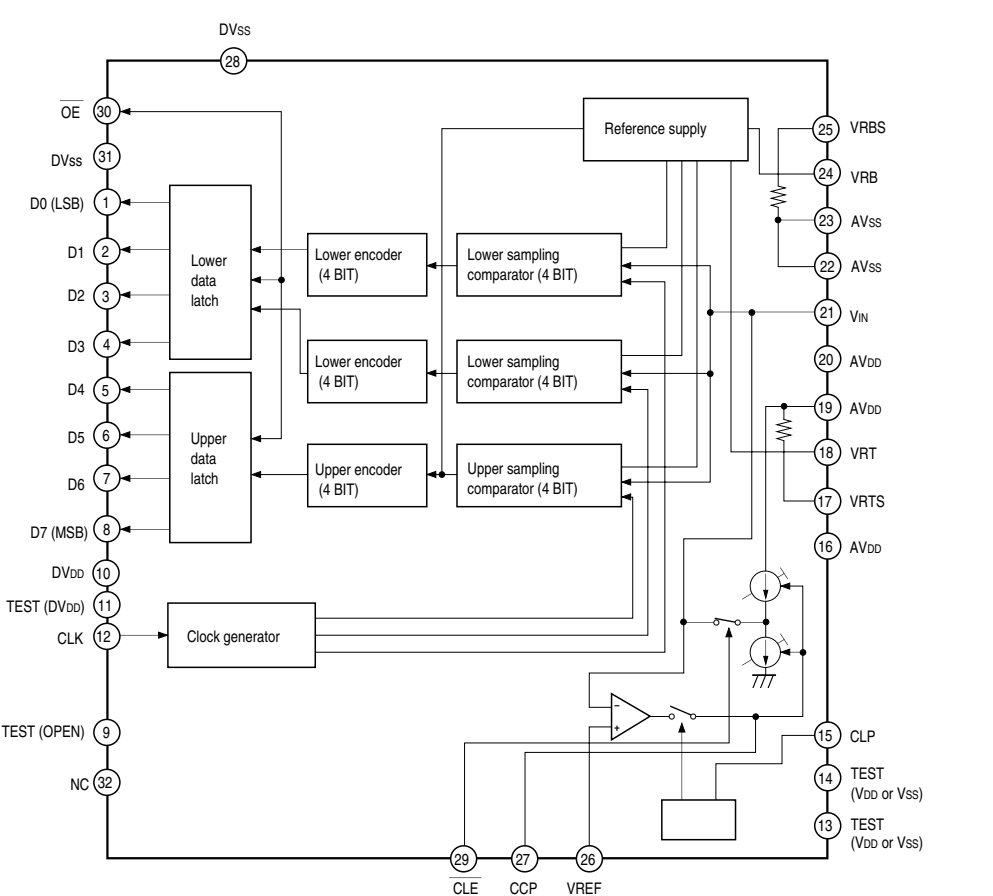 DVSS
28
OE
30
DVSS
31
D0 (LSB)
1
D1
2
D2
3
D3
4
D4
5
D5
6
D6
7
D7 (MSB)
8
DVDD
10
TEST (DVDD)
11
CLK
12
TEST (OPEN)
9
NC
32
Lower
data
latch
Upper
data
latch
Lower encoder
(4 BIT)
Lower encoder
(4 BIT)
Upper encoder
(4 BIT)
Lower sampling
comparator (4 BIT)
Lower sampling
comparator (4 BIT)
Upper sampling
comparator (4 BIT)
Reference supply
Clock generator
−
+
25
VRBS
24
VRB
23
AVSS
22
AVSS
21
VIN
20
AVDD
19
AVDD
18
VRT
17
VRTS
16
AVDD
15
CLP
14
TEST
(VDD or VSS)
13
TEST
(VDD or VSS)
29
CLE
27
CCP
26
VREF